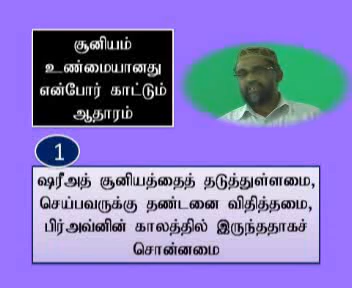 சூனியம்
உண்மையானது
என்போர் காட்டும்
ஆதாரம்
1
ஷரீஅத் சூனியத்தைத் தடுத்துள்ளமை,
செய்பவருக்கு தண்டனை விதித்தமை,
பிர்அவ்னின் காலத்தில் இருந்ததாகச்
சொன்னமை